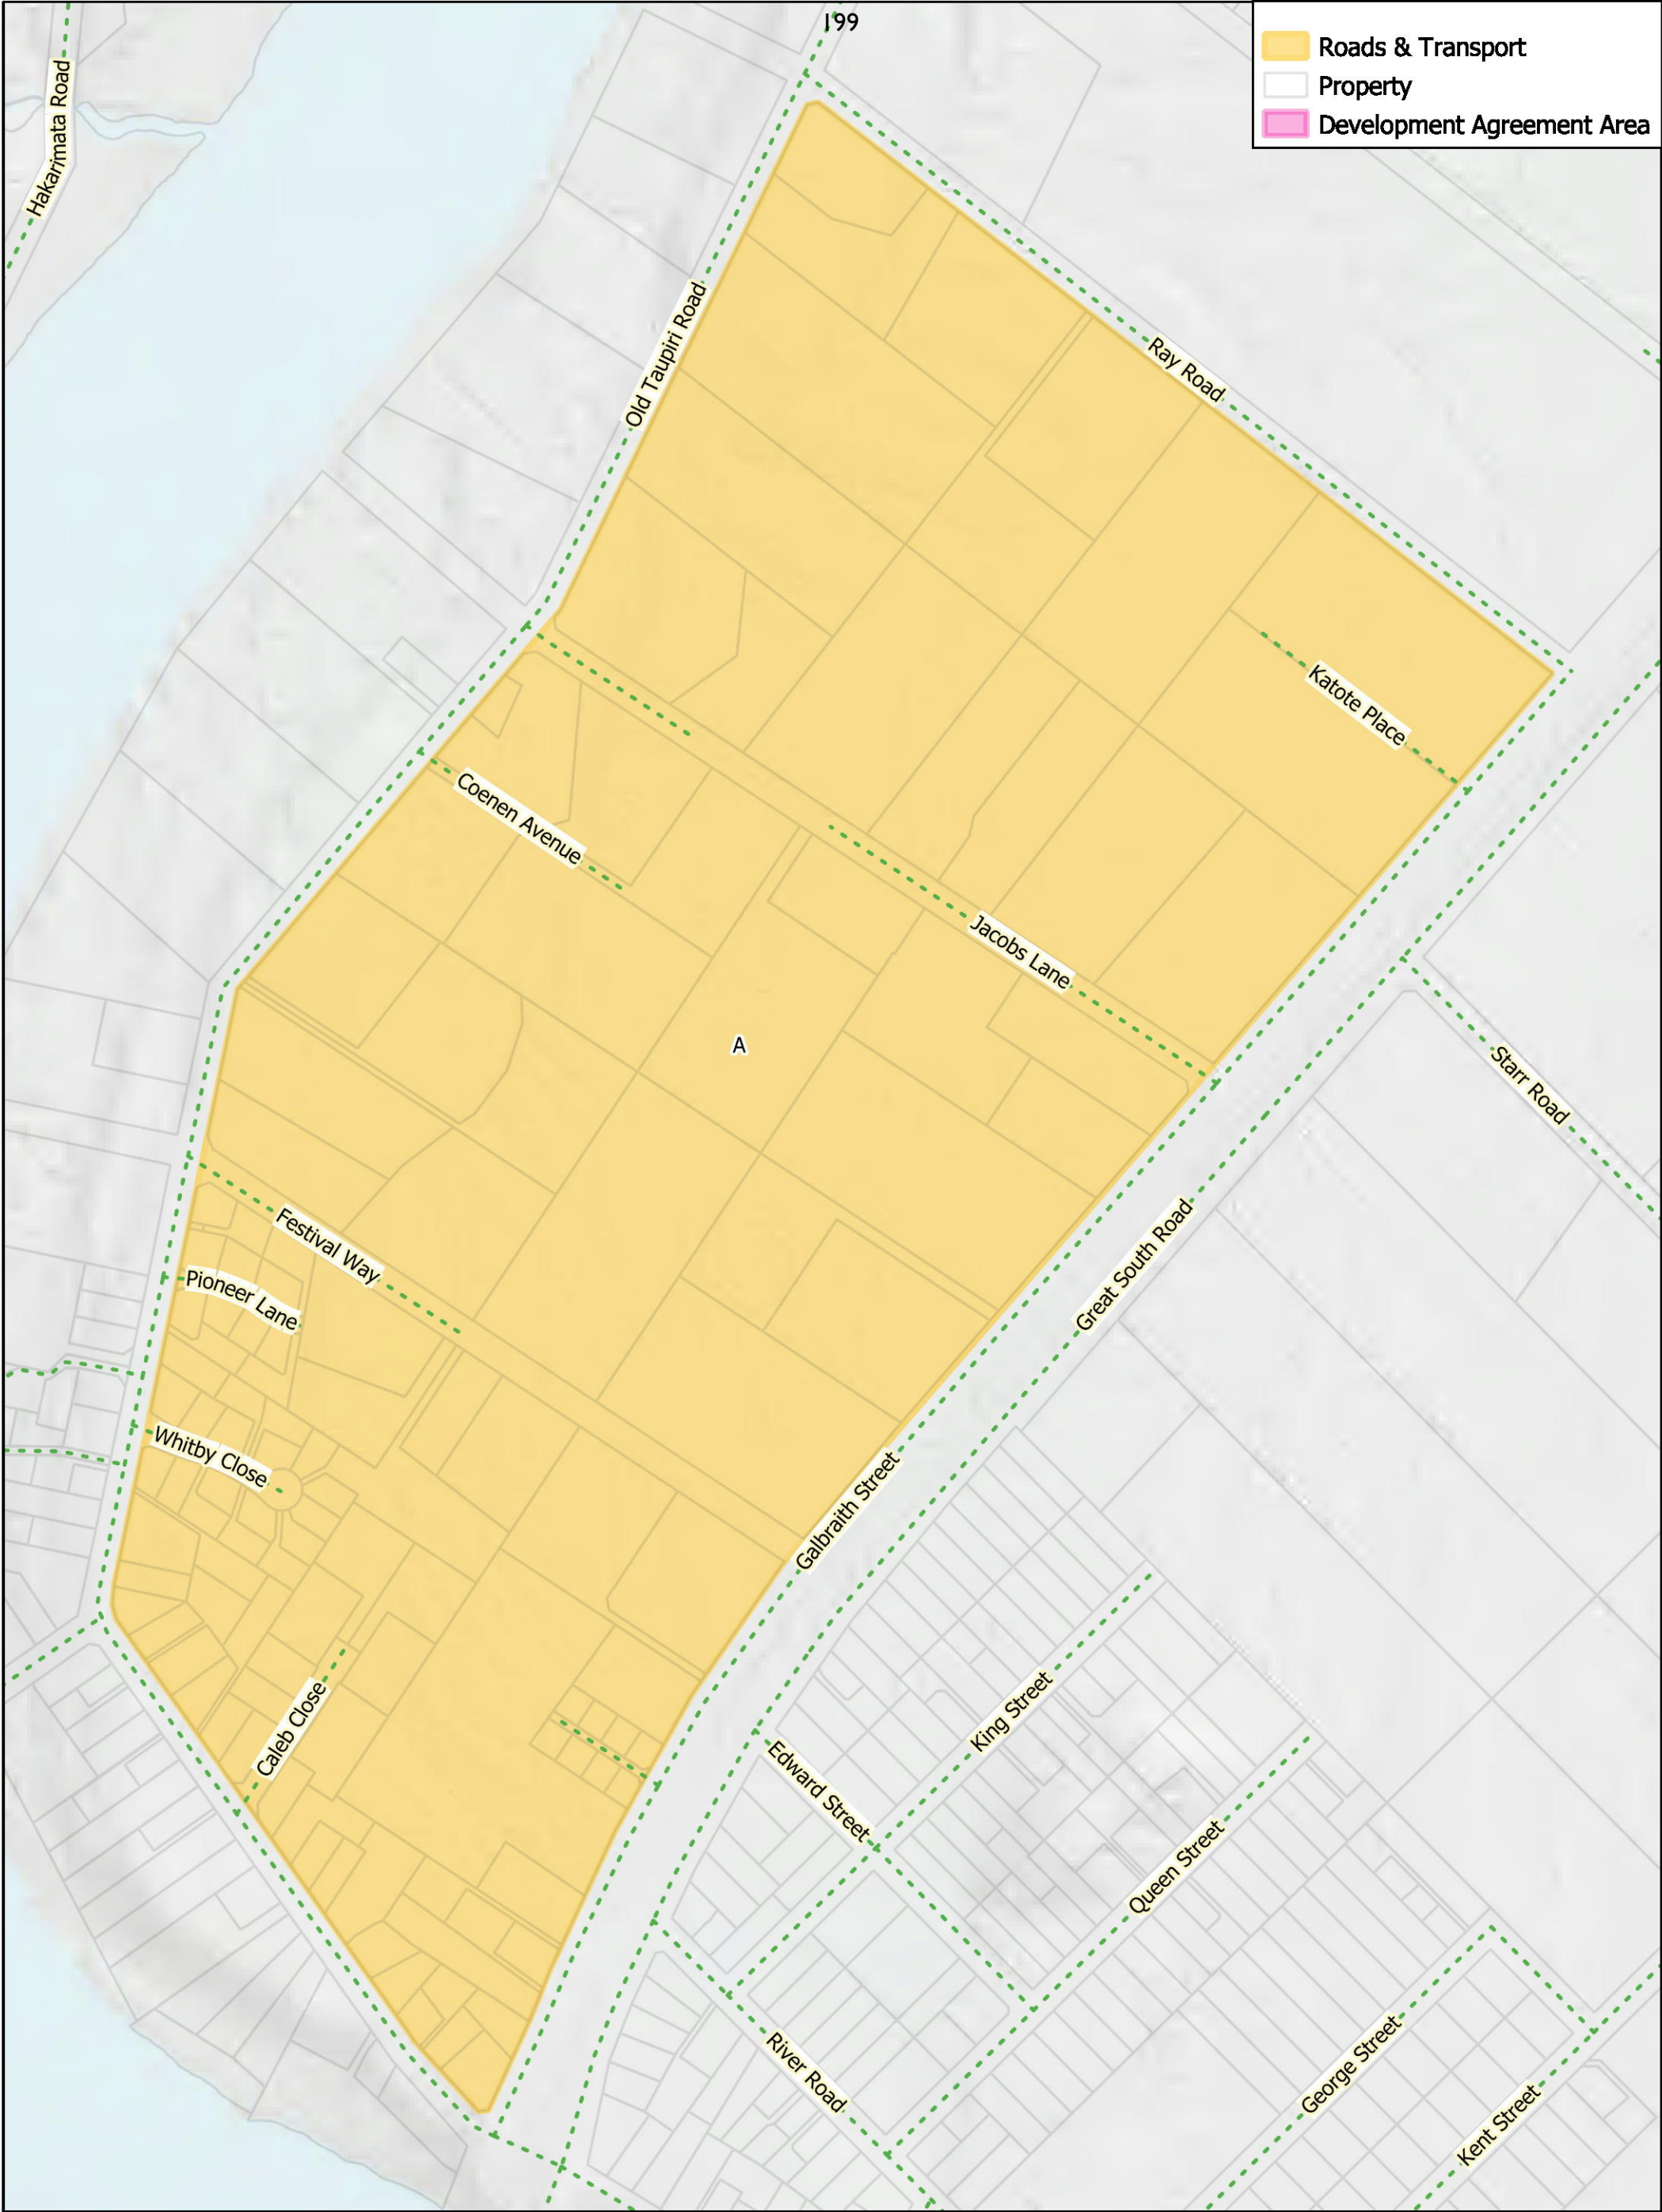 199
Roads & Transport
Property
Development Agreement Area
Hakarimata Road
Old Taupiri Road
Ray Road
Katote Place
Coenen Avenue
Jacobs Lane
A
Starr Road
Festival Way
Great South Road
Pioneer Lane
Whitby Close
Galbraith Street
Caleb Close
King Street
Edward Street
Queen Street
River Road
George Street
Kent Street